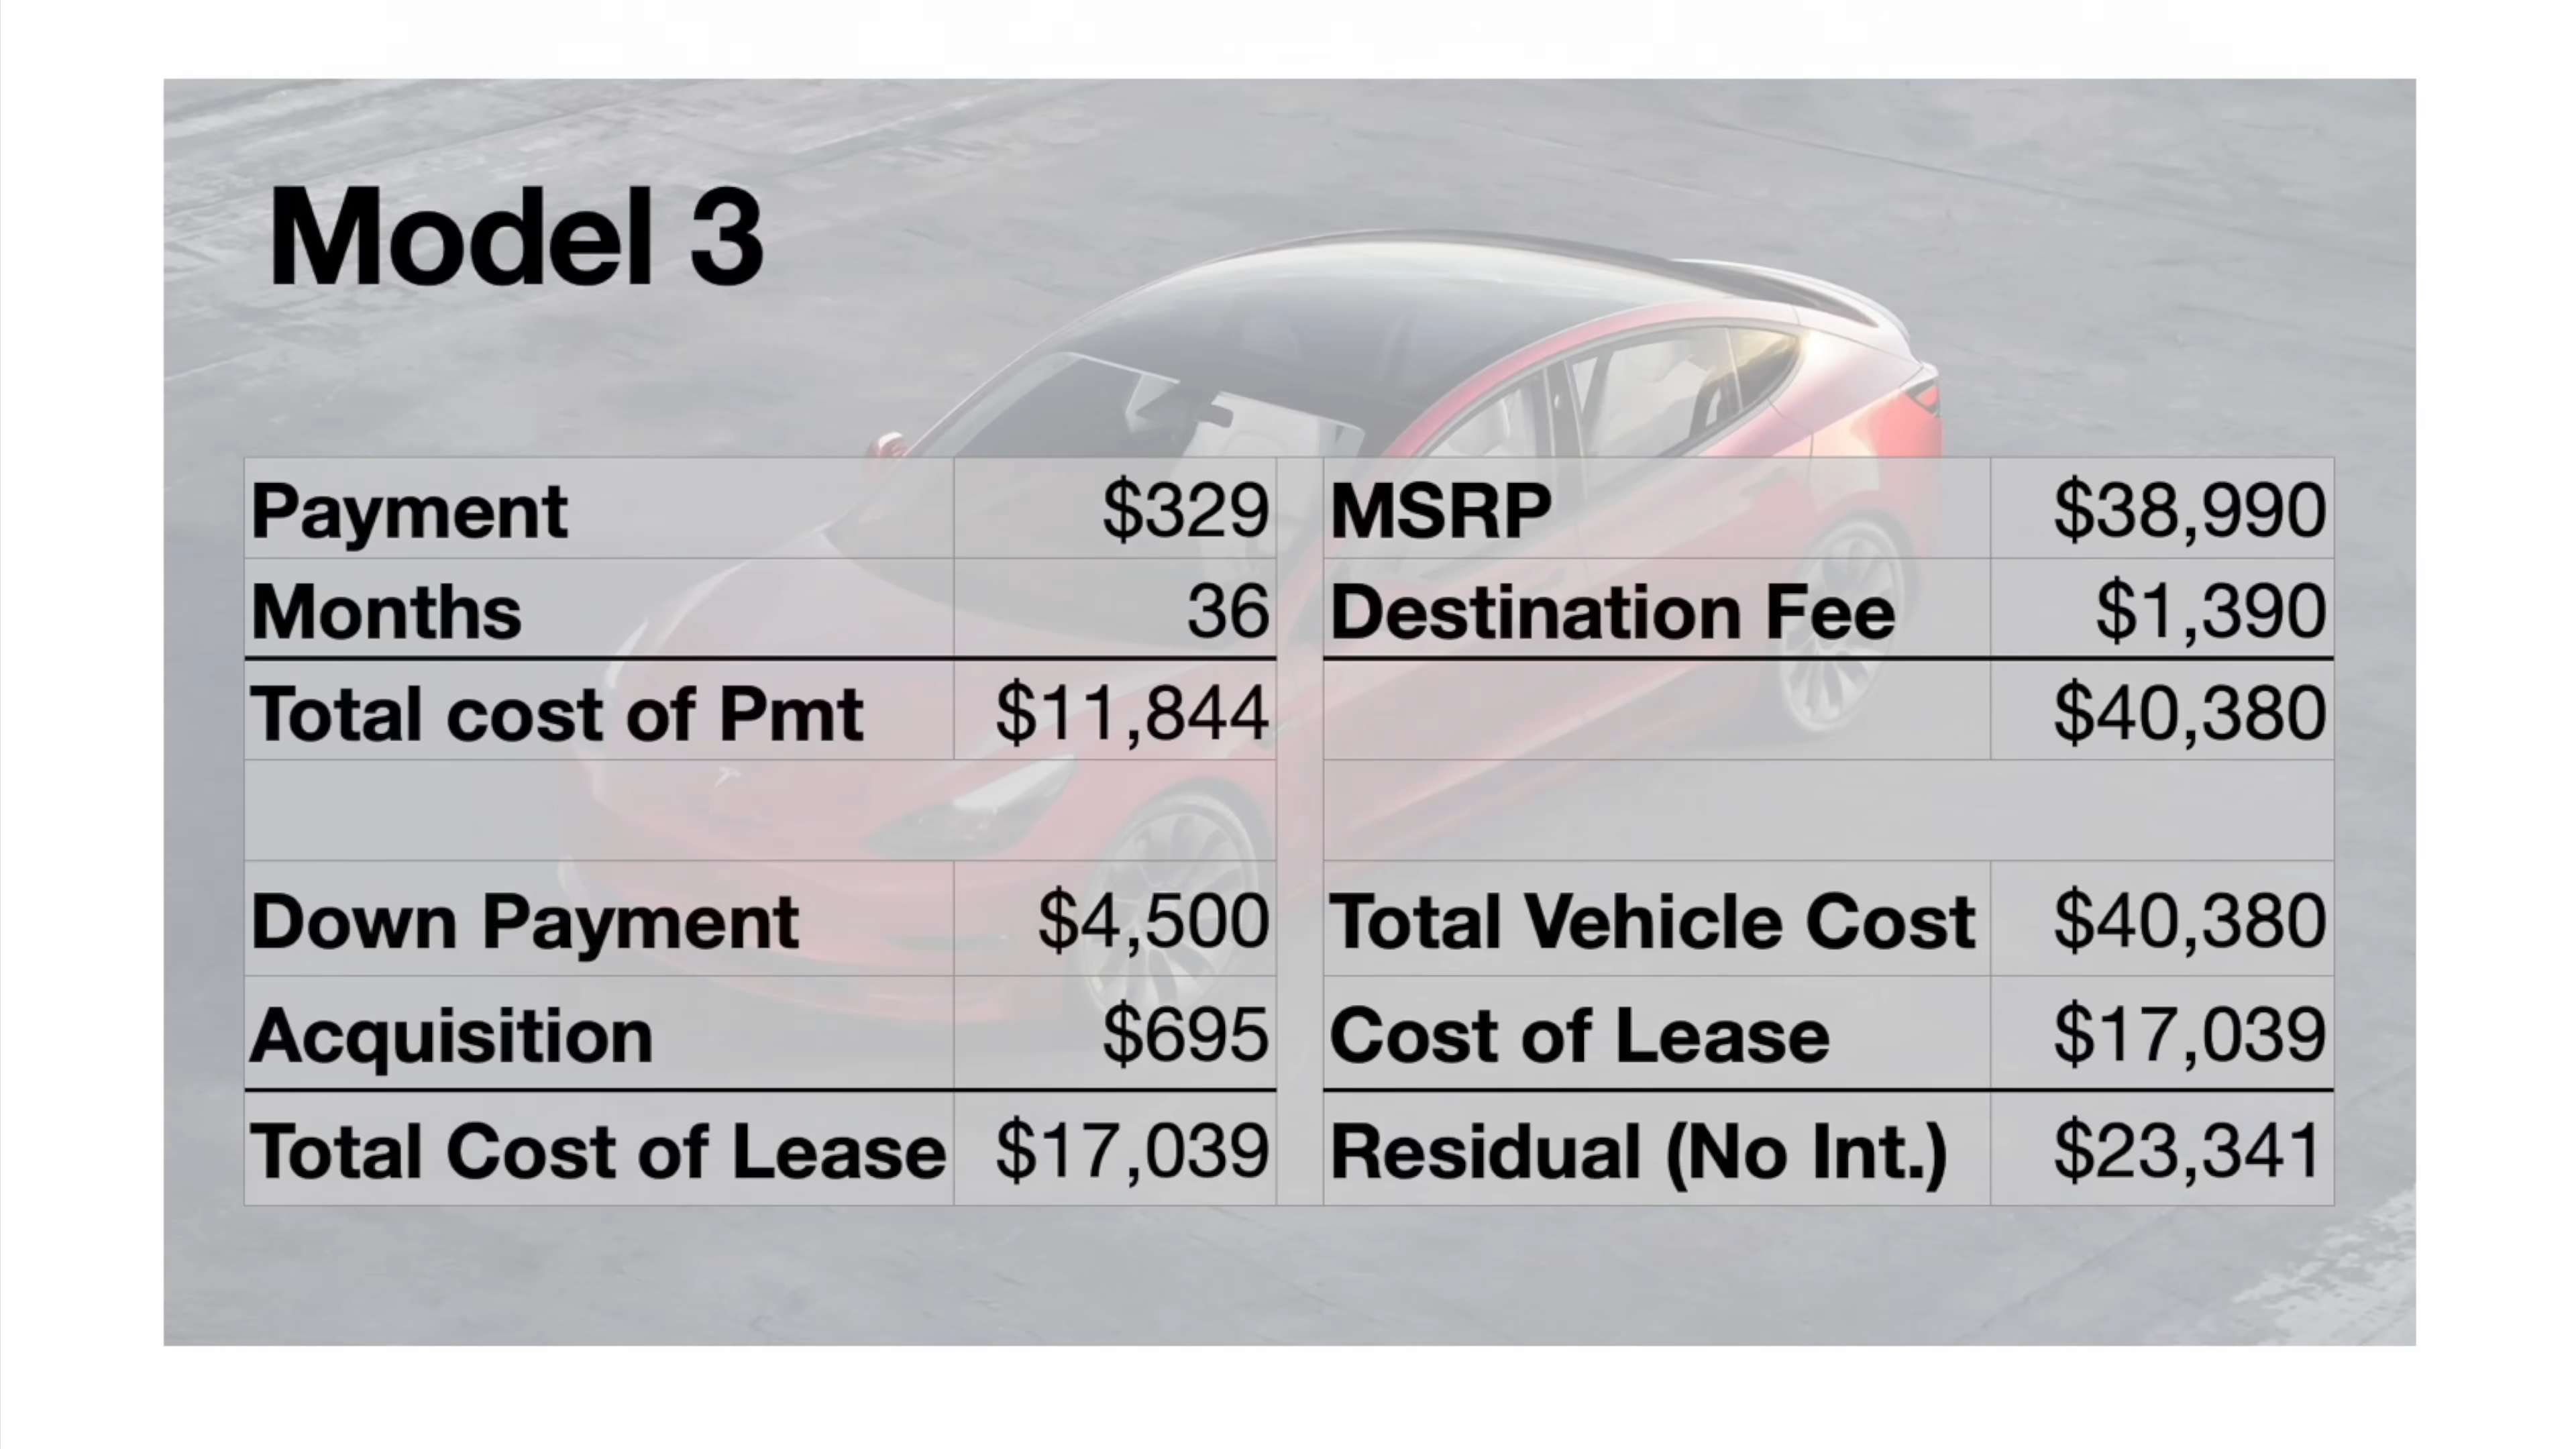 Model 3
Payment $329 MSRP $38,990
Months 36 Destination Fee $1,390
Total cost of Pmt $11,844 $40,380
Down Payment $4,500 Total Vehicle Cost $40,380
Acquisition $695 Cost of Lease $17,039
Total Cost of Lease $17,039 Residual (No Int.) $23,341